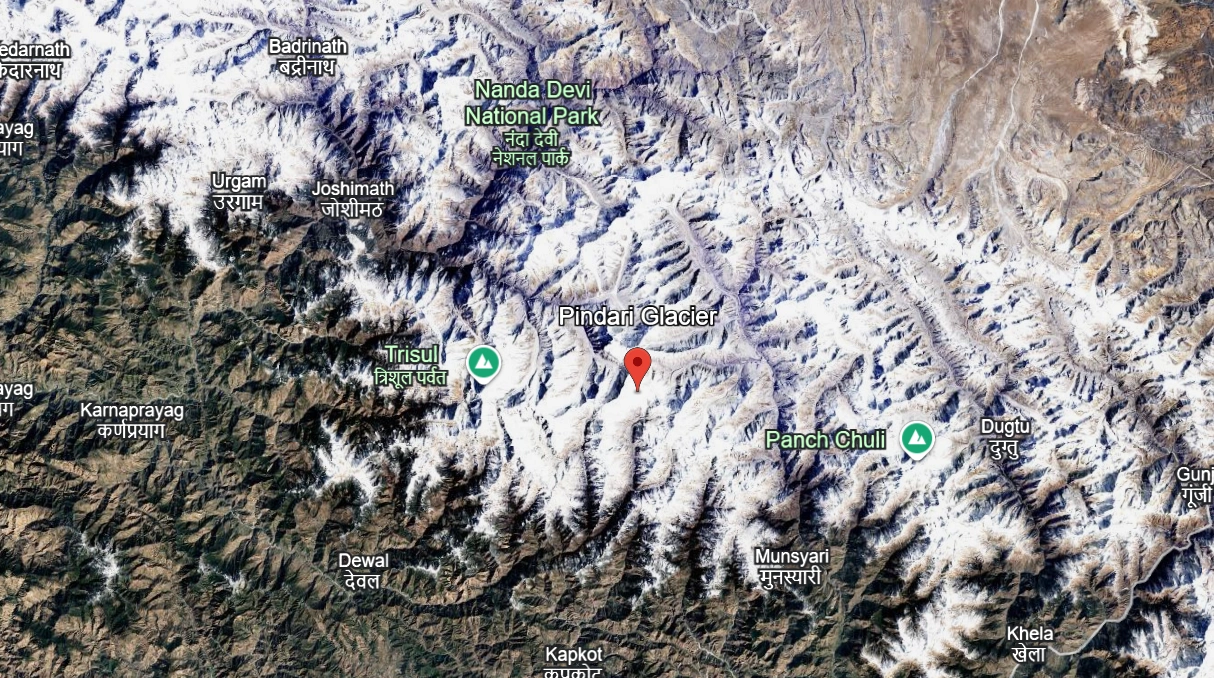 edarnath
केदारनाथ
Badrinath
बद्रीनाथ
Nanda Devi
National Park
नंदा देवी
नेशनल पार्क
ayag
याग
Urgam
उरगाम
Joshimath
जोशीमठ
Pindari Glacier
Trisul
त्रिशूल पर्वत
ayag
ाग
Karnaprayag
कर्णप्रयाग
Panch Chuli
Dugtu
दुग्तु
Gunj
गूंजी
Dewal
देवल
Munsyari
मुनस्यारी
Khela
खेला
Kapkot
कपकोट